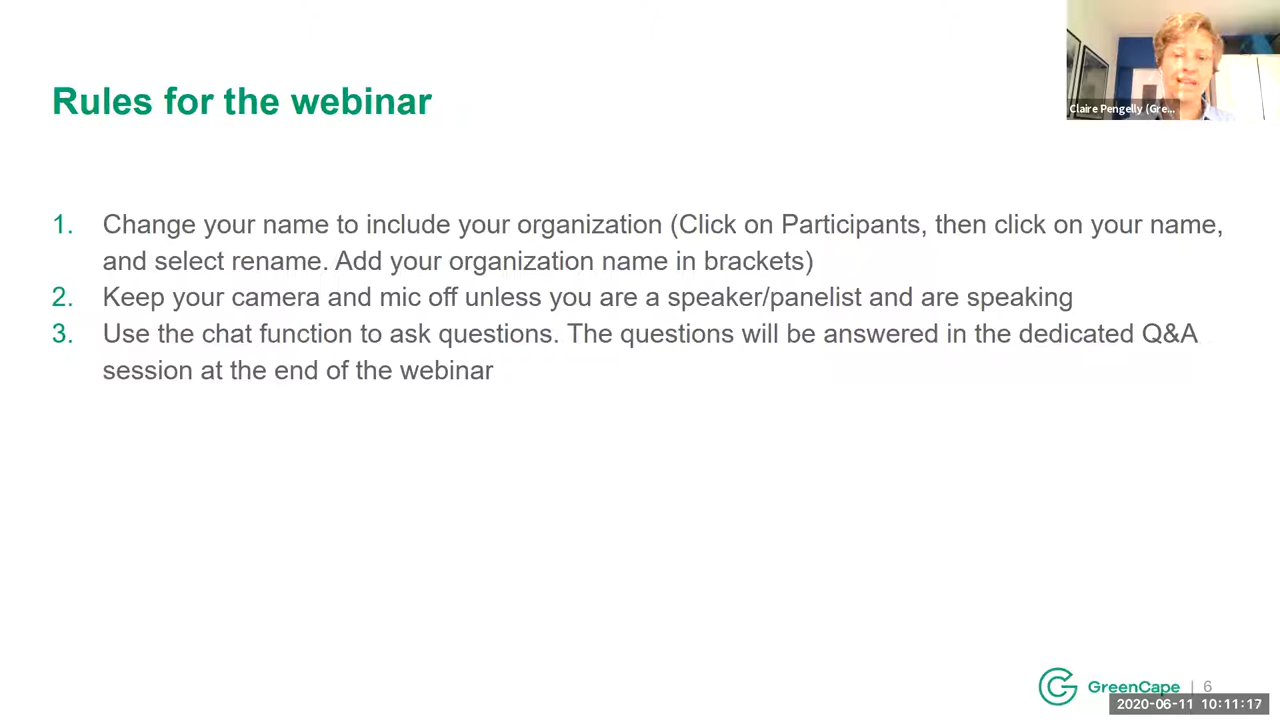 Rules for the webinar
Claire Pengelly (Gre...
1. Change your name to include your organization (Click on Participants, then click on your name,
and select rename. Add your organization name in brackets)
2. Keep your camera and mic off unless you are a speaker/panelist and are speaking
3. Use the chat function to ask questions. The questions will be answered in the dedicated Q&A
session at the end of the webinar
GreenCape | 6
2020-06-11 10:11:17